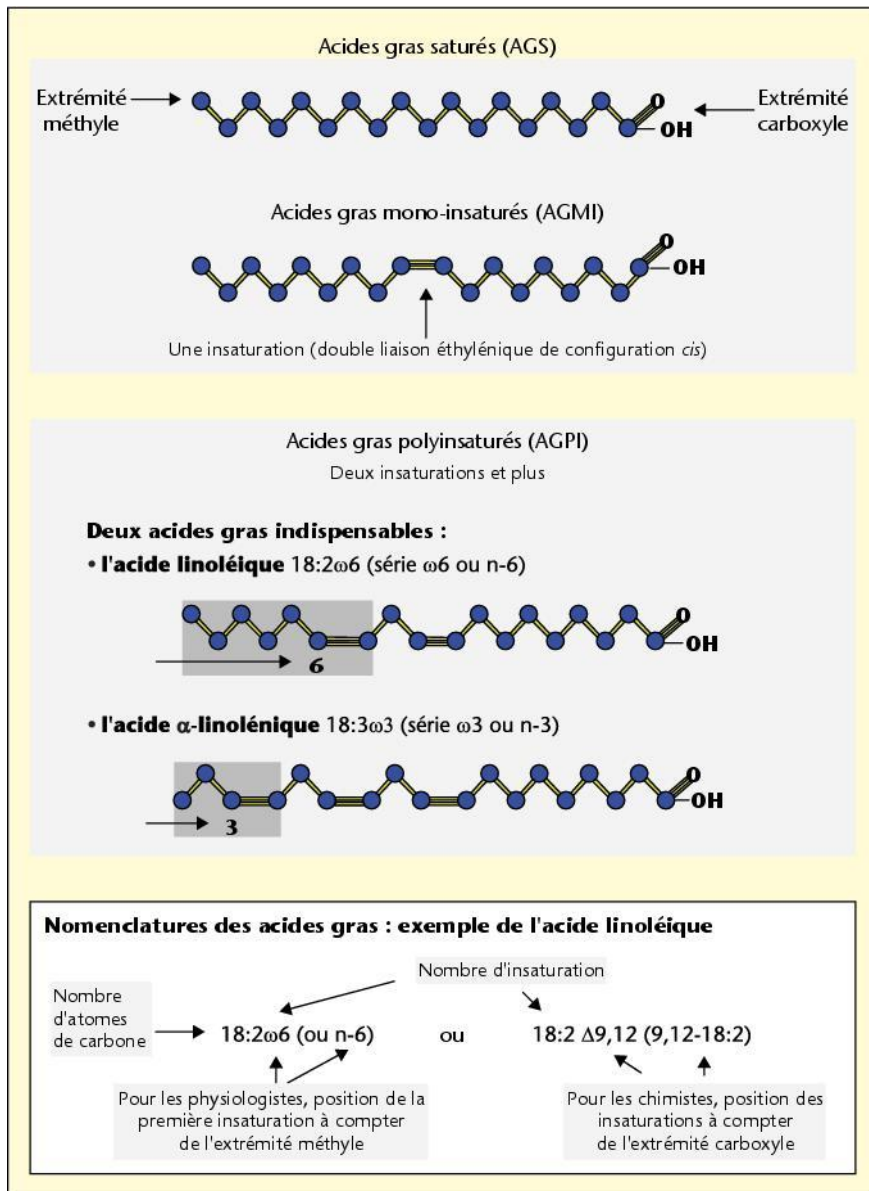 Acides gras saturés (AGS)
Extrémité
méthyle
O
OH
Extrémité
carboxyle
Acides gras mono-insaturés (AGMI)
O
OH
Une insaturation (double liaison éthylénique de configuration cis)
Acides gras polyinsaturés (AGPI)
Deux insaturations et plus
Deux acides gras indispensables :
• l'acide linoléique 18:2ω6 (série ω6 ou n-6)
O
OH
6
• l'acide α-linolénique 18:3ω3 (série ω3 ou n-3)
O
OH
3
Nomenclatures des acides gras : exemple de l'acide linoléique
Nombre d'insaturation
Nombre
d'atomes
de carbone
18:2ω6 (ou n-6) ou 18:2 Δ9,12 (9,12-18:2)
Pour les physiologistes, position de la
première insaturation à compter
de l'extrémité méthyle
Pour les chimistes, position des
insaturations à compter
de l'extrémité carboxyle